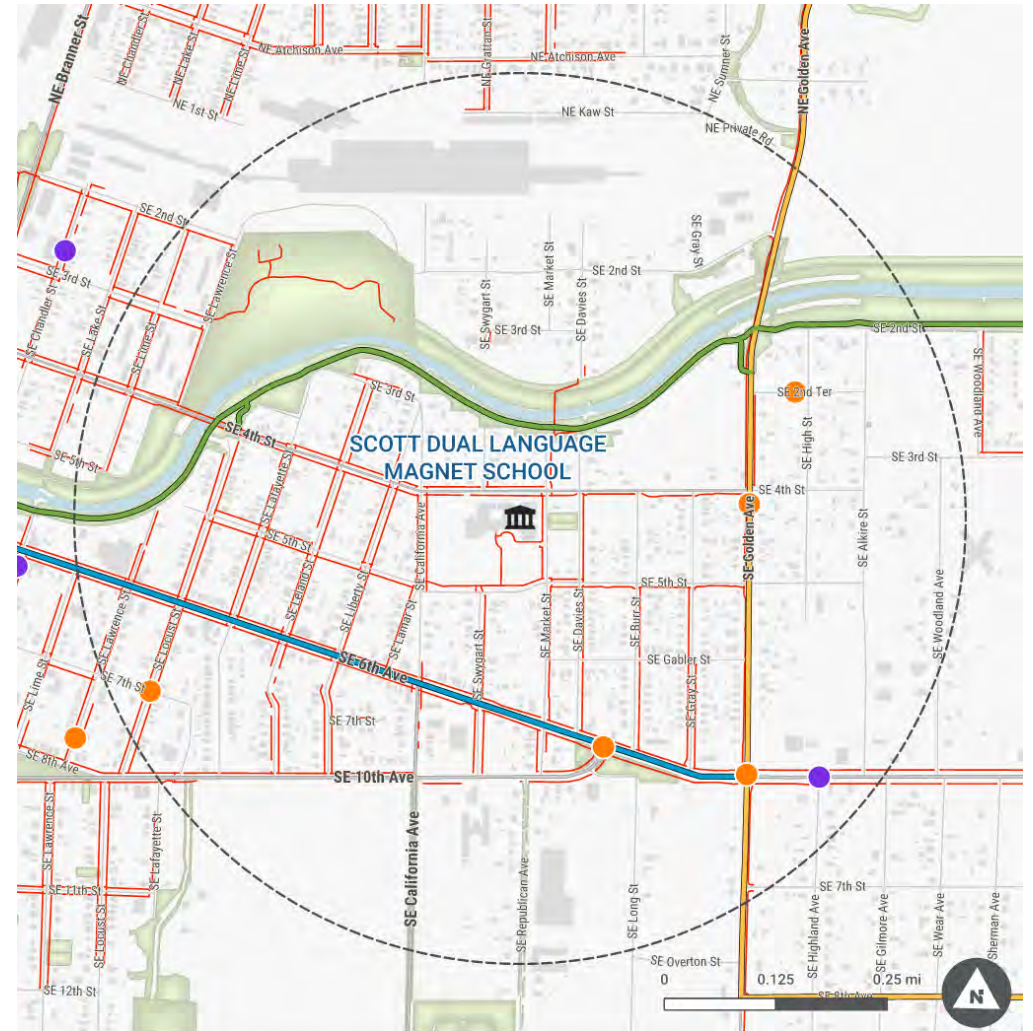 NE Branner St
NE Chandler St
NE Lake St
NE Lime St
NE Atchison Ave
NE Grattan St
NE Atchison Ave
NE Sumner St
NE Golden Ave
NE 1st St
NE Kaw St
NE Private Rd
SE 2nd St
SE 3rd St
SE Lawrence St
SE Chandler St
SE Lake St
SE Lime St
SE Gray St
SE Market St
SE Davies St
SE 2nd St
SE Swygart St
SE 3rd St
SE 2nd St
SE Woodland Ave
SE 3rd St
SE 2nd Ter
SE High St
SE 4th St
SE 5th St
SCOTT DUAL LANGUAGE
MAGNET SCHOOL
SE 3rd St
SE Lafayette St
SE 4th St
SE Alkire St
SE California Ave
SE Golden Ave
SE 5th St
SE Leland St
SE Liberty St
SE Lamar St
SE 5th St
SE Lawrence St
SE Locust St
SE Market St
SE Davies St
SE Burr St
SE Woodland Ave
SE 6th Ave
SE Swygart St
SE Gabler St
SE Gray St
SE Lime St
SE 7th St
SE 7th St
SE 8th Ave
SE 10th Ave
SE Lawrence St
SE Lafayette St
SE California Ave
SE Republican Ave
SE Long St
SE 11th St
SE Locust St
SE 7th St
SE Highland Ave
SE Gilmore Ave
SE Wear Ave
Sherman Ave
SE Overton St
SE 12th St
0
0.125
0.25 mi
N